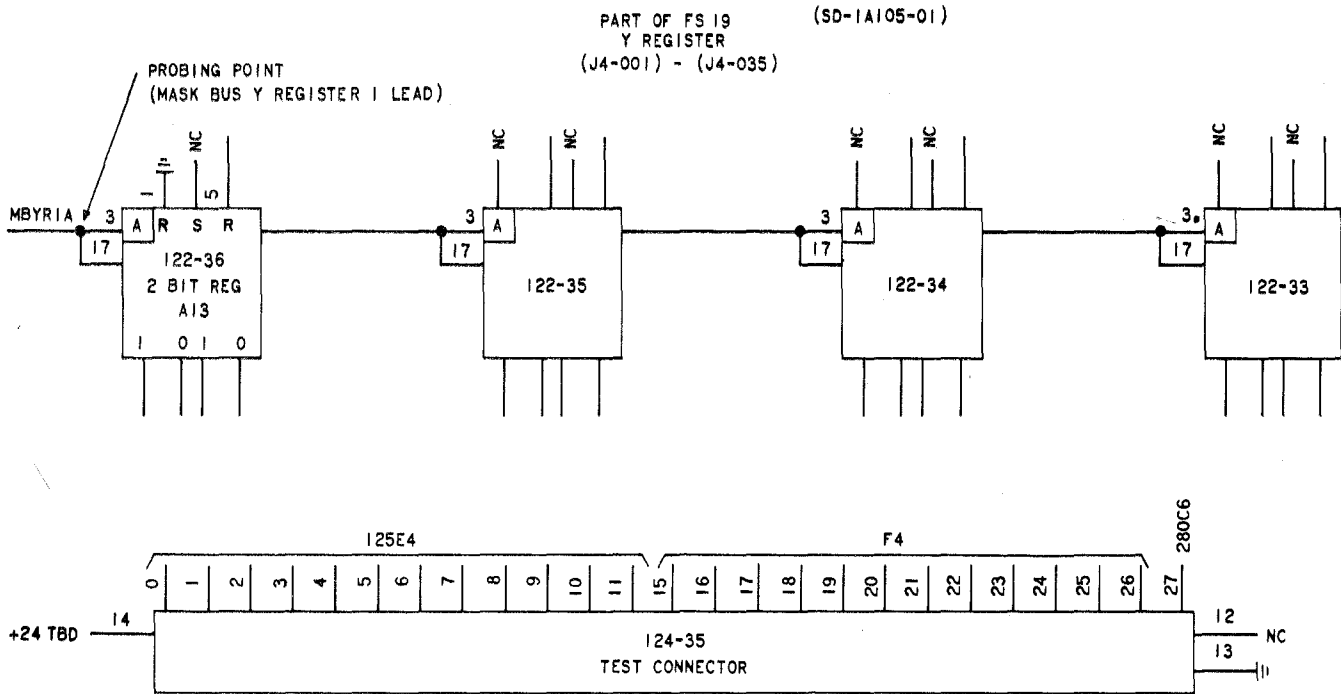 PART OF FS 19
Y REGISTER
(J4-001) - (J4-035)
(SD-1A105-01)
PROBING POINT
(MASK BUS Y REGISTER 1 LEAD)
MBYR1A
3
17
1
NC
5
A R S R
122-36
2 BIT REG
A13
1 0 1 0
NC
NC
3
17
A
122-35
NC
NC
3
17
A
122-34
NC
NC
3
17
A
122-33
125E4
F4
280C6
0 1 2 3 4 5 6 7 8 9 10 11 15 16 17 18 19 20 21 22 23 24 25 26 27
+24 TBD
14
124-35
TEST CONNECTOR
12
NC
13